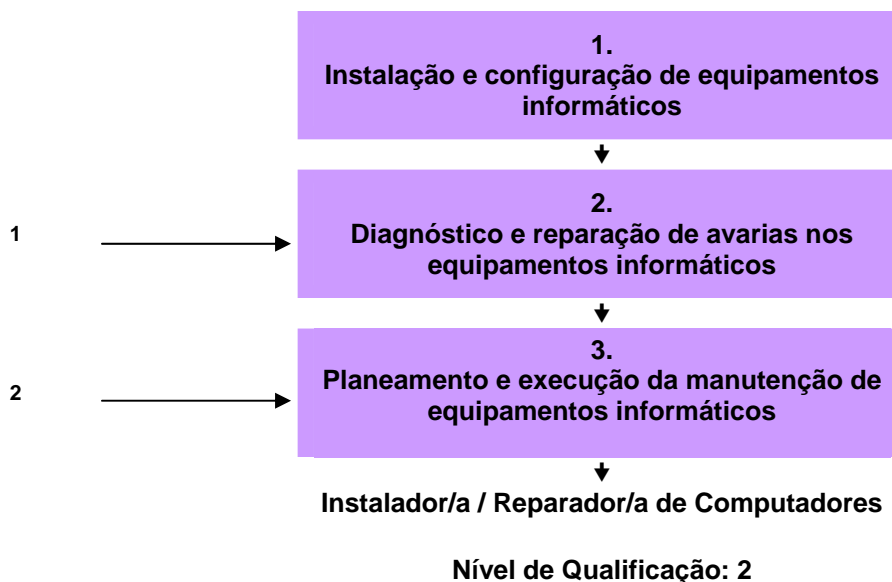 1.
Instalação e configuração de equipamentos
informáticos
2.
1
Diagnóstico e reparação de avarias nos
equipamentos informáticos
3.
2
Planeamento e execução da manutenção de
equipamentos informáticos
Instalador/a / Reparador/a de Computadores
Nível de Qualificação: 2